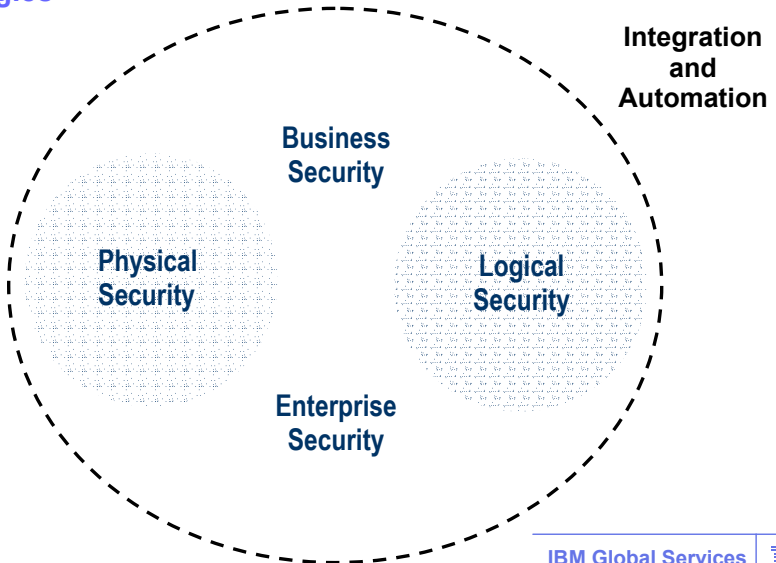 Integration
and
Automation
Business
Security
Physical
Security
Logical
Security
Enterprise
Security
IBM Global Services